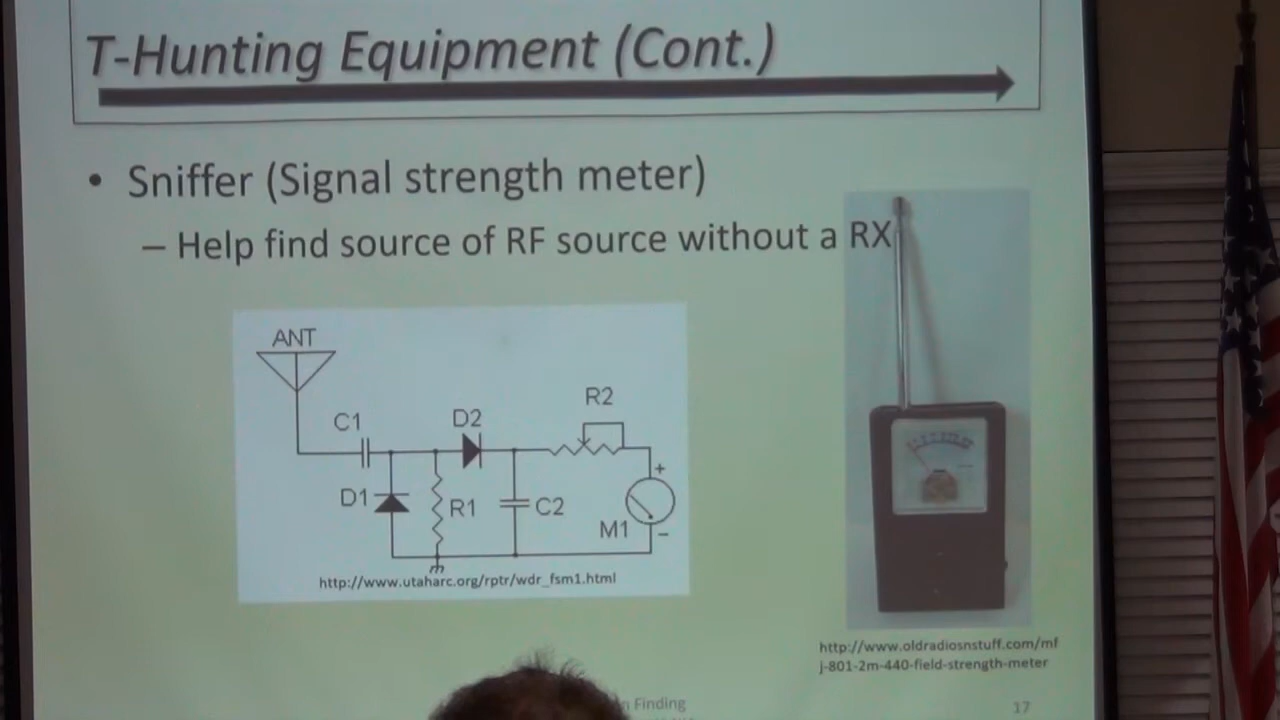 T-Hunting Equipment (Cont.)
• Sniffer (Signal strength meter)
– Help find source of RF source without a RX
ANT
C1
D2
R2
D1
R1
C2
M1
+
−
http://www.utaharc.org/rptr/wdr_fsm1.html
http://www.oldradiosnstuff.com/mf
j-801-2m-440-field-strength-meter
Finding
17